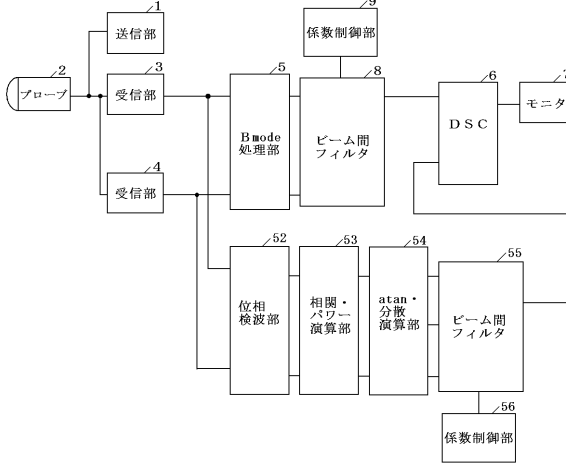 1
送信部
2
プローブ
3
受信部
4
受信部
5
Bmode
処理部
9
係数制御部
8
ビーム間
フィルタ
6
DSC
7
モニタ
52
位相
検波部
53
相関・
パワー
演算部
54
atan・
分散
演算部
55
ビーム間
フィルタ
56
係数制御部